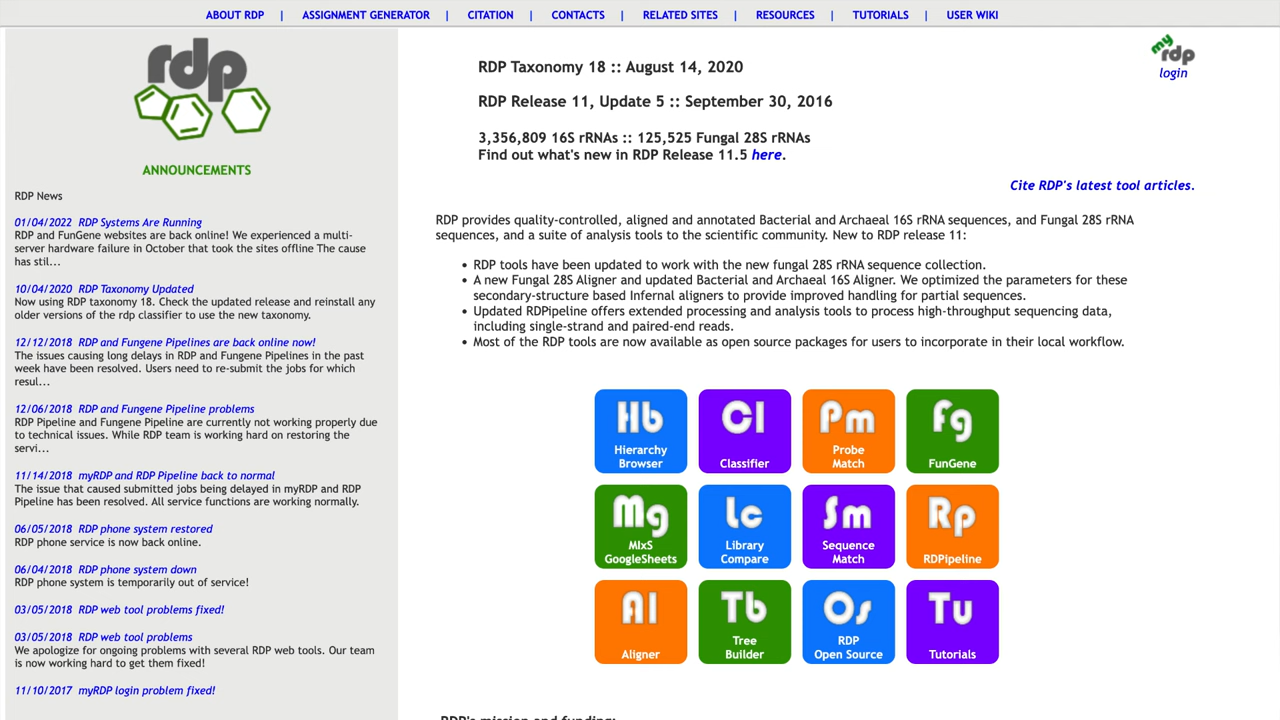 ABOUT RDP | ASSIGNMENT GENERATOR | CITATION | CONTACTS | RELATED SITES | RESOURCES | TUTORIALS | USER WIKI
rdp
ANNOUNCEMENTS
RDP News
01/04/2022 RDP Systems Are Running
RDP and FunGene websites are back online! We experienced a multi-
server hardware failure in October that took the sites offline The cause
has stil...
10/04/2020 RDP Taxonomy Updated
Now using RDP taxonomy 18. Check the updated release and reinstall any
older versions of the rdp classifier to use the new taxonomy.
12/12/2018 RDP and Fungene Pipelines are back online now!
The issues causing long delays in RDP and Fungene Pipelines in the past
week have been resolved. Users need to re-submit the jobs for which
resul...
12/06/2018 RDP and Fungene Pipeline problems
RDP Pipeline and Fungene Pipeline are currently not working properly due
to technical issues. While RDP team is working hard on restoring the
servi...
11/14/2018 myRDP and RDP Pipeline back to normal
The issue that caused submitted jobs being delayed in myRDP and RDP
Pipeline has been resolved. All service functions are working normally.
06/05/2018 RDP phone system restored
RDP phone service is now back online.
06/04/2018 RDP phone system down
RDP phone system is temporarily out of service!
03/05/2018 RDP web tool problems fixed!
03/05/2018 RDP web tool problems
We apologize for ongoing problems with several RDP web tools. Our team
is now working hard to get them fixed!
11/10/2017 myRDP login problem fixed!
my rdp
login
RDP Taxonomy 18 :: August 14, 2020
RDP Release 11, Update 5 :: September 30, 2016
3,356,809 16S rRNAs :: 125,525 Fungal 28S rRNAs
Find out what's new in RDP Release 11.5 here.
Cite RDP's latest tool articles.
RDP provides quality-controlled, aligned and annotated Bacterial and Archaeal 16S rRNA sequences, and Fungal 28S rRNA
sequences, and a suite of analysis tools to the scientific community. New to RDP release 11:
• RDP tools have been updated to work with the new fungal 28S rRNA sequence collection.
• A new Fungal 28S Aligner and updated Bacterial and Archaeal 16S Aligner. We optimized the parameters for these
secondary-structure based Infernal aligners to provide improved handling for partial sequences.
• Updated RDPipeline offers extended processing and analysis tools to process high-throughput sequencing data,
including single-strand and paired-end reads.
• Most of the RDP tools are now available as open source packages for users to incorporate in their local workflow.
Hb
Hierarchy
Browser
Cl
Classifier
Pm
Probe
Match
Fg
FunGene
Mg
MIxS
GoogleSheets
Lc
Library
Compare
Sm
Sequence
Match
Rp
RDPipeline
Al
Aligner
Tb
Tree
Builder
Os
RDP
Open Source
Tu
Tutorials
RDP's mission and funding: